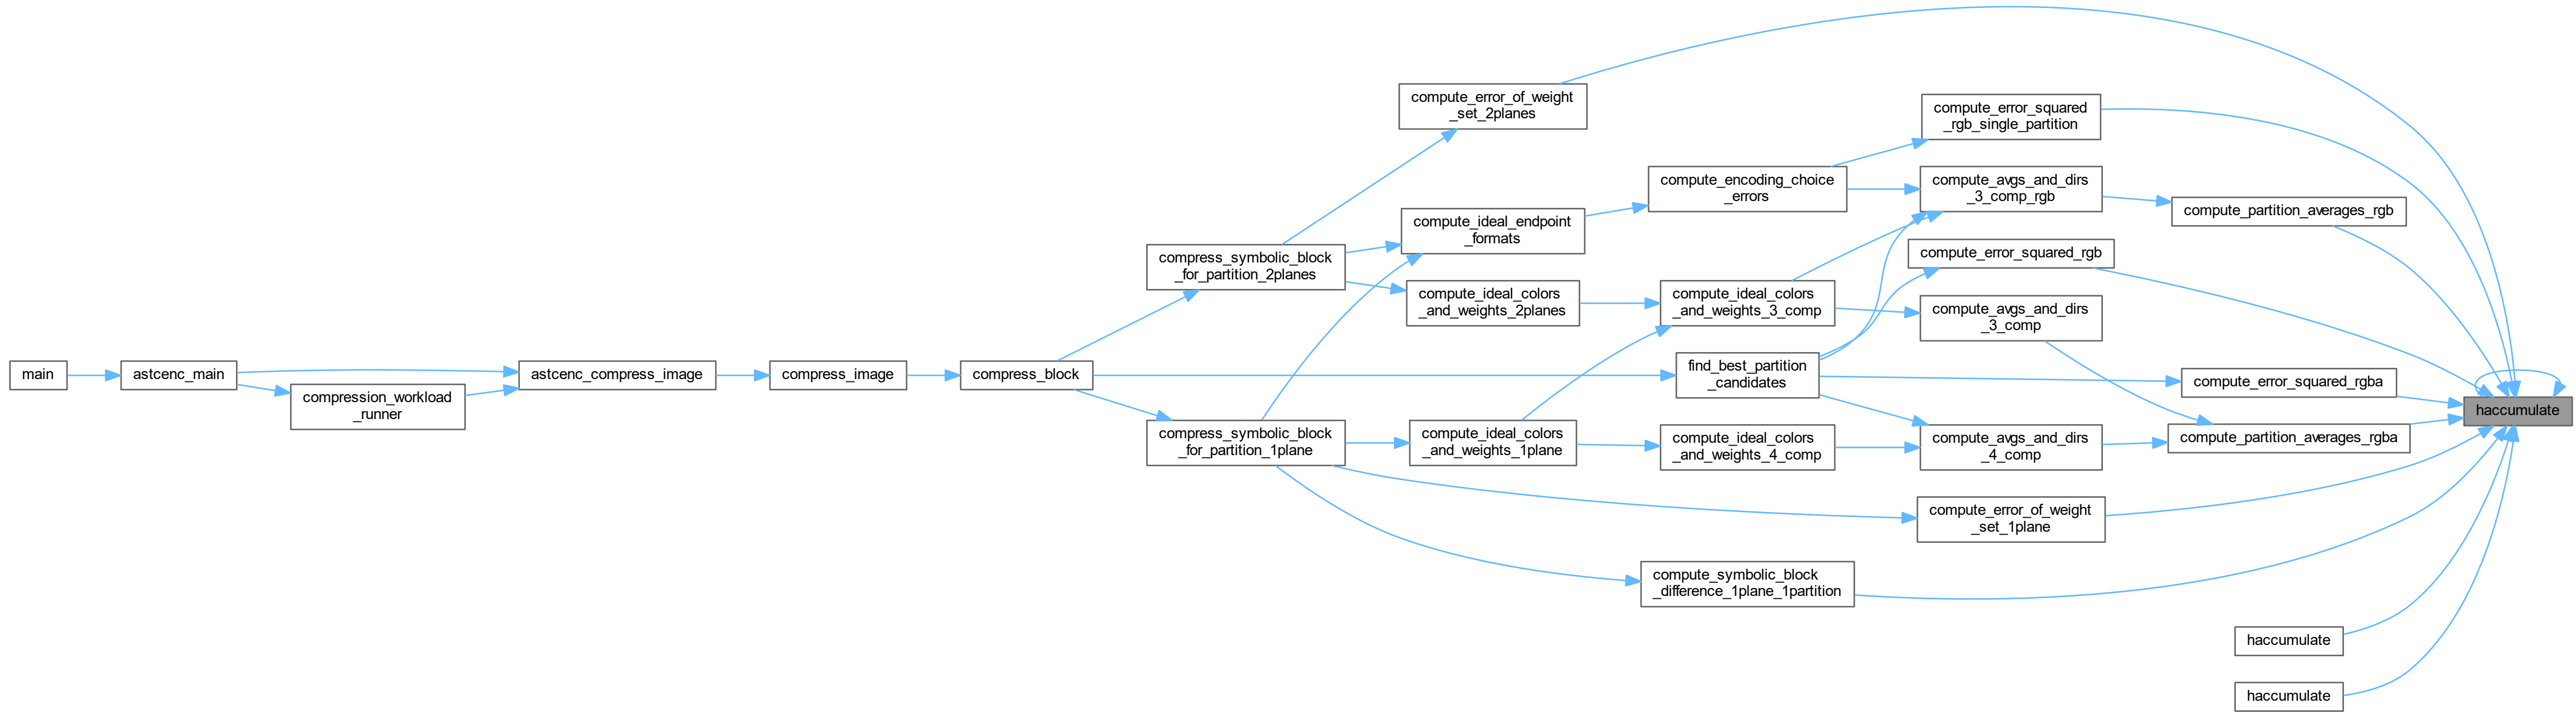 main
astcenc_main
compression_workload
_runner
astcenc_compress_image
compress_image
compress_block
compress_symbolic_block
_for_partition_2planes
compress_symbolic_block
_for_partition_1plane
compute_error_of_weight
_set_2planes
compute_ideal_endpoint
_formats
compute_ideal_colors
_and_weights_2planes
compute_ideal_colors
_and_weights_1plane
compute_encoding_choice
_errors
compute_ideal_colors
_and_weights_3_comp
find_best_partition
_candidates
compute_ideal_colors
_and_weights_4_comp
compute_symbolic_block
_difference_1plane_1partition
compute_error_squared
_rgb_single_partition
compute_avgs_and_dirs
_3_comp_rgb
compute_error_squared_rgb
compute_avgs_and_dirs
_3_comp
compute_avgs_and_dirs
_4_comp
compute_error_of_weight
_set_1plane
compute_partition_averages_rgb
compute_error_squared_rgba
compute_partition_averages_rgba
haccumulate
haccumulate
haccumulate